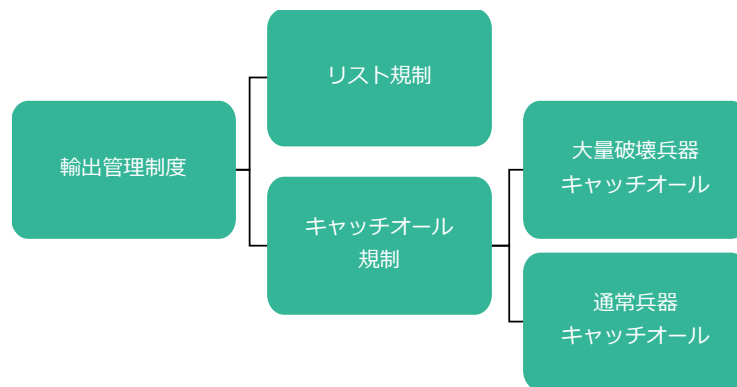 輸出管理制度
リスト規制
キャッチオール
規制
大量破壊兵器
キャッチオール
通常兵器
キャッチオール